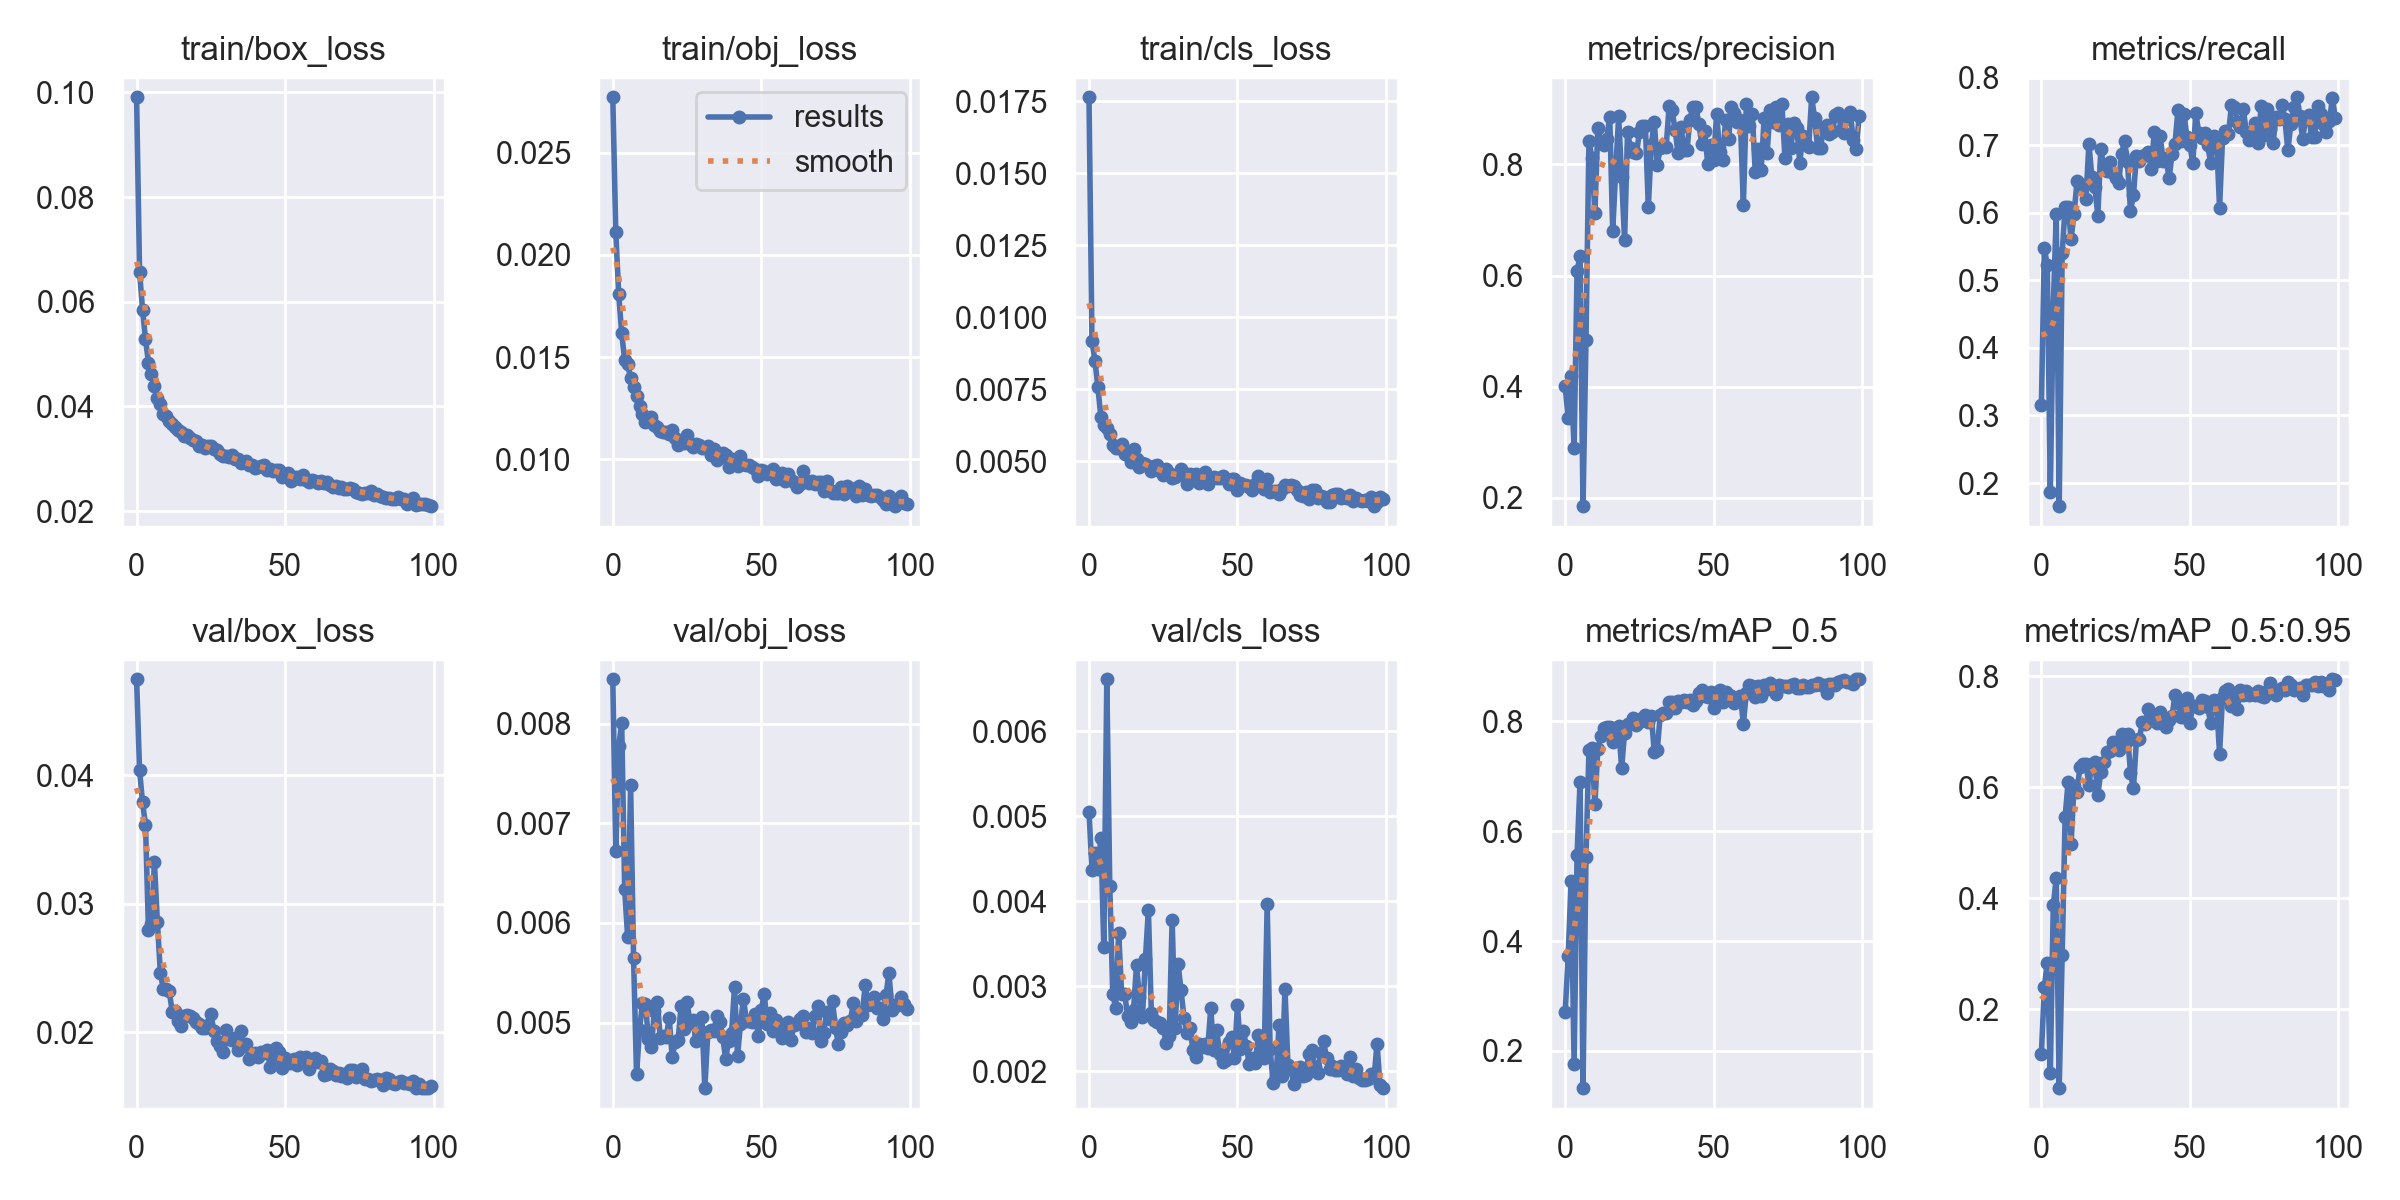 train/box_loss
0.10
0.08
0.06
0.04
0.02
0 50 100
train/obj_loss
results
smooth
0.025
0.020
0.015
0.010
0 50 100
train/cls_loss
0.0175
0.0150
0.0125
0.0100
0.0075
0.0050
0 50 100
metrics/precision
0.8
0.6
0.4
0.2
0 50 100
metrics/recall
0.8
0.7
0.6
0.5
0.4
0.3
0.2
0 50 100
val/box_loss
0.04
0.03
0.02
0 50 100
val/obj_loss
0.008
0.007
0.006
0.005
0 50 100
val/cls_loss
0.006
0.005
0.004
0.003
0.002
0 50 100
metrics/mAP_0.5
0.8
0.6
0.4
0.2
0 50 100
metrics/mAP_0.5:0.95
0.8
0.6
0.4
0.2
0 50 100